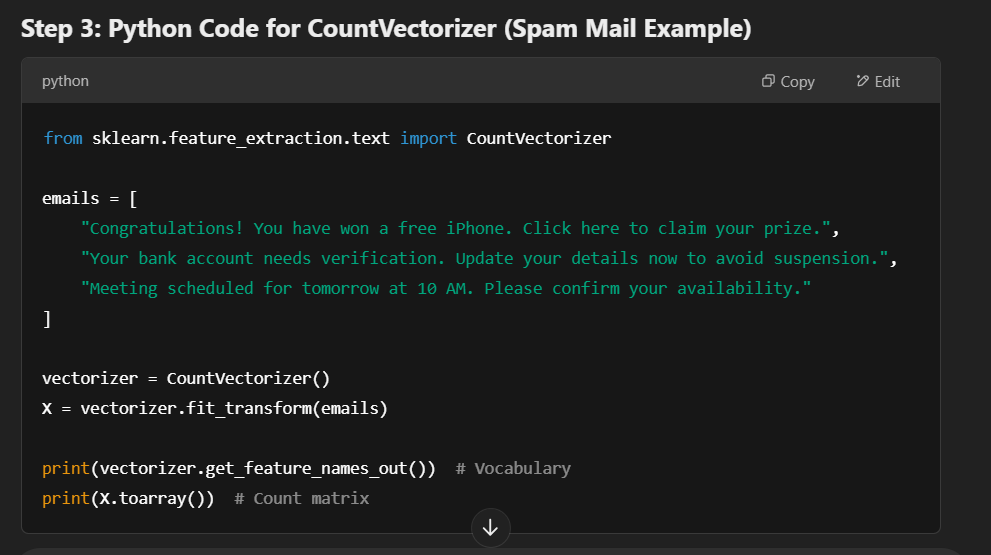 Step 3: Python Code for CountVectorizer (Spam Mail Example)
python
Copy
Edit
from sklearn.feature_extraction.text import CountVectorizer
emails = [
"Congratulations! You have won a free iPhone. Click here to claim your prize.",
"Your bank account needs verification. Update your details now to avoid suspension.",
"Meeting scheduled for tomorrow at 10 AM. Please confirm your availability."
]
vectorizer = CountVectorizer()
X = vectorizer.fit_transform(emails)
print(vectorizer.get_feature_names_out())  # Vocabulary
print(X.toarray())  # Count matrix